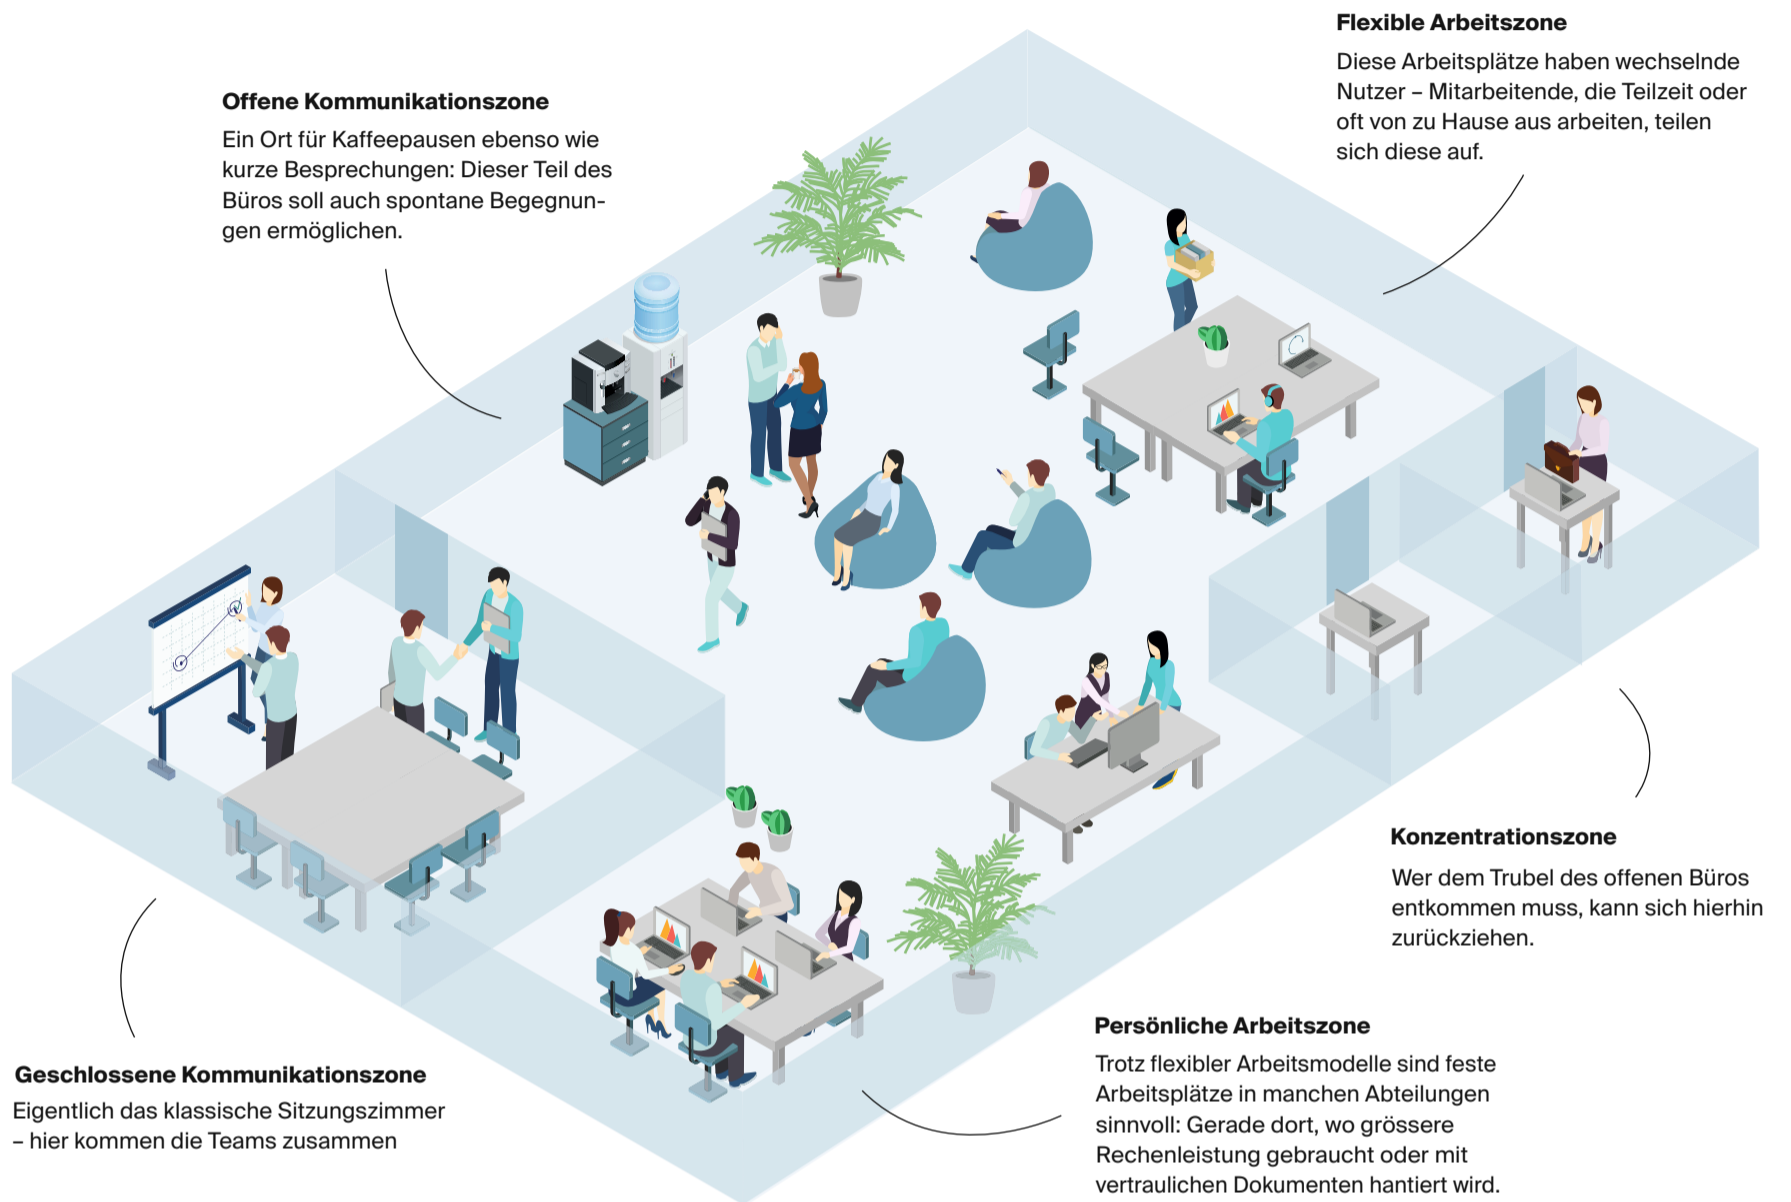 Offene Kommunikationszone
Ein Ort für Kaffeepausen ebenso wie
kurze Besprechungen: Dieser Teil des
Büros soll auch spontane Begegnun-
gen ermöglichen.
Flexible Arbeitszone
Diese Arbeitsplätze haben wechselnde
Nutzer – Mitarbeitende, die Teilzeit oder
oft von zu Hause aus arbeiten, teilen
sich diese auf.
Konzentrationszone
Wer dem Trubel des offenen Büros
entkommen muss, kann sich hierhin
zurückziehen.
Geschlossene Kommunikationszone
Eigentlich das klassische Sitzungszimmer
– hier kommen die Teams zusammen
Persönliche Arbeitszone
Trotz flexibler Arbeitsmodelle sind feste
Arbeitsplätze in manchen Abteilungen
sinnvoll: Gerade dort, wo grössere
Rechenleistung gebraucht oder mit
vertraulichen Dokumenten hantiert wird.